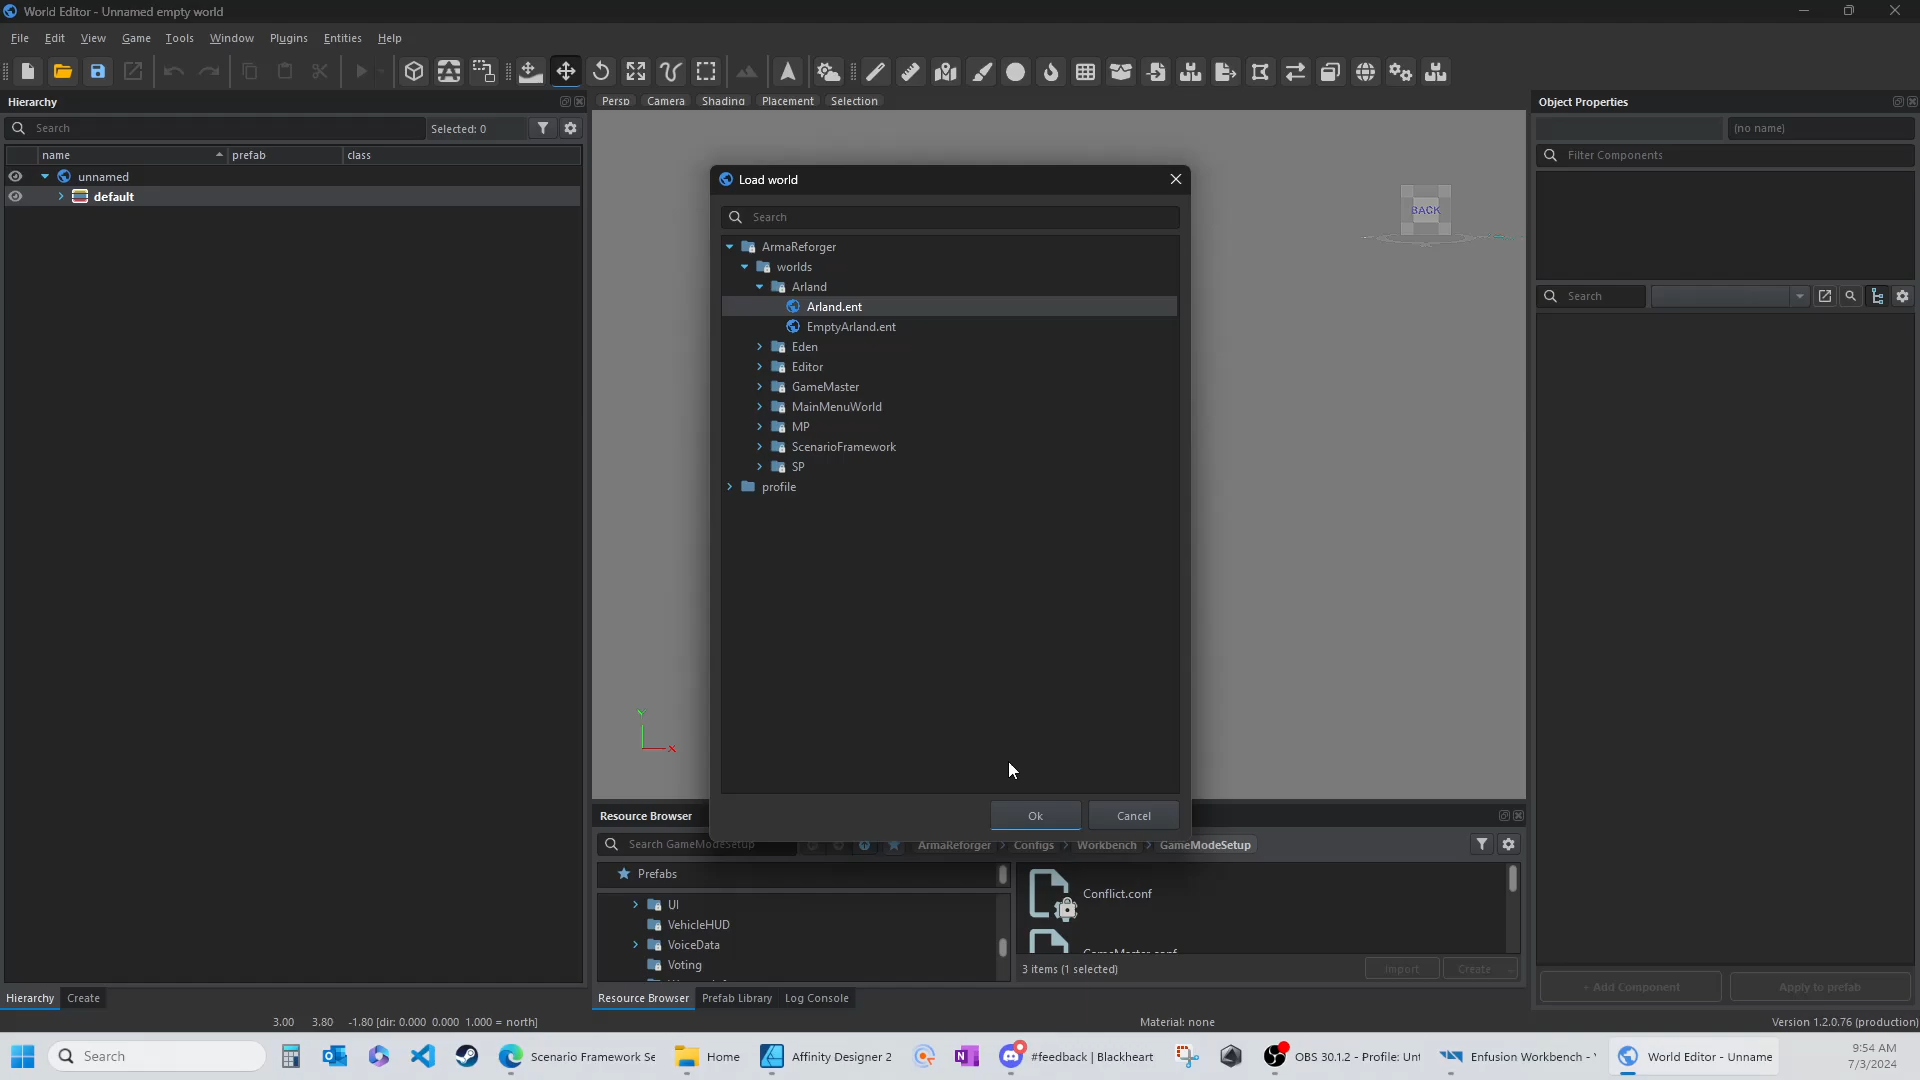 World Editor - Unnamed empty world
File Edit View Game Tools Window Plugins Entities Help
Hierarchy
Persp Camera Shading Placement Selection
Object Properties
Search Selected: 0
(no name)
name prefab class
Filter Components
unnamed
default
BACK
Load world
Search
ArmaReforger
worlds
Arland
Arland.ent
EmptyArland.ent
Eden
Editor
GameMaster
MainMenuWorld
MP
ScenarioFramework
SP
profile
Search
Y
X
Ok Cancel
Resource Browser
Search GameModeSetup
ArmaReforger Configs Workbench GameModeSetup
Prefabs
UI
VehicleHUD
VoiceData
Voting
Conflict.conf
GameMaster.conf
3 items (1 selected) Import Create
+ Add Component Apply to prefab
Hierarchy Create
Resource Browser Prefab Library Log Console
3.00 3.80 -1.80 [dir: 0.000 0.000 1.000 = north]
Material: none
Version 1.2.0.76 (production)
Search
Scenario Framework Se
Home
Affinity Designer 2
#feedback | Blackheart
OBS 30.1.2 - Profile: Unt
Enfusion Workbench -
World Editor - Unname
9:54 AM
7/3/2024